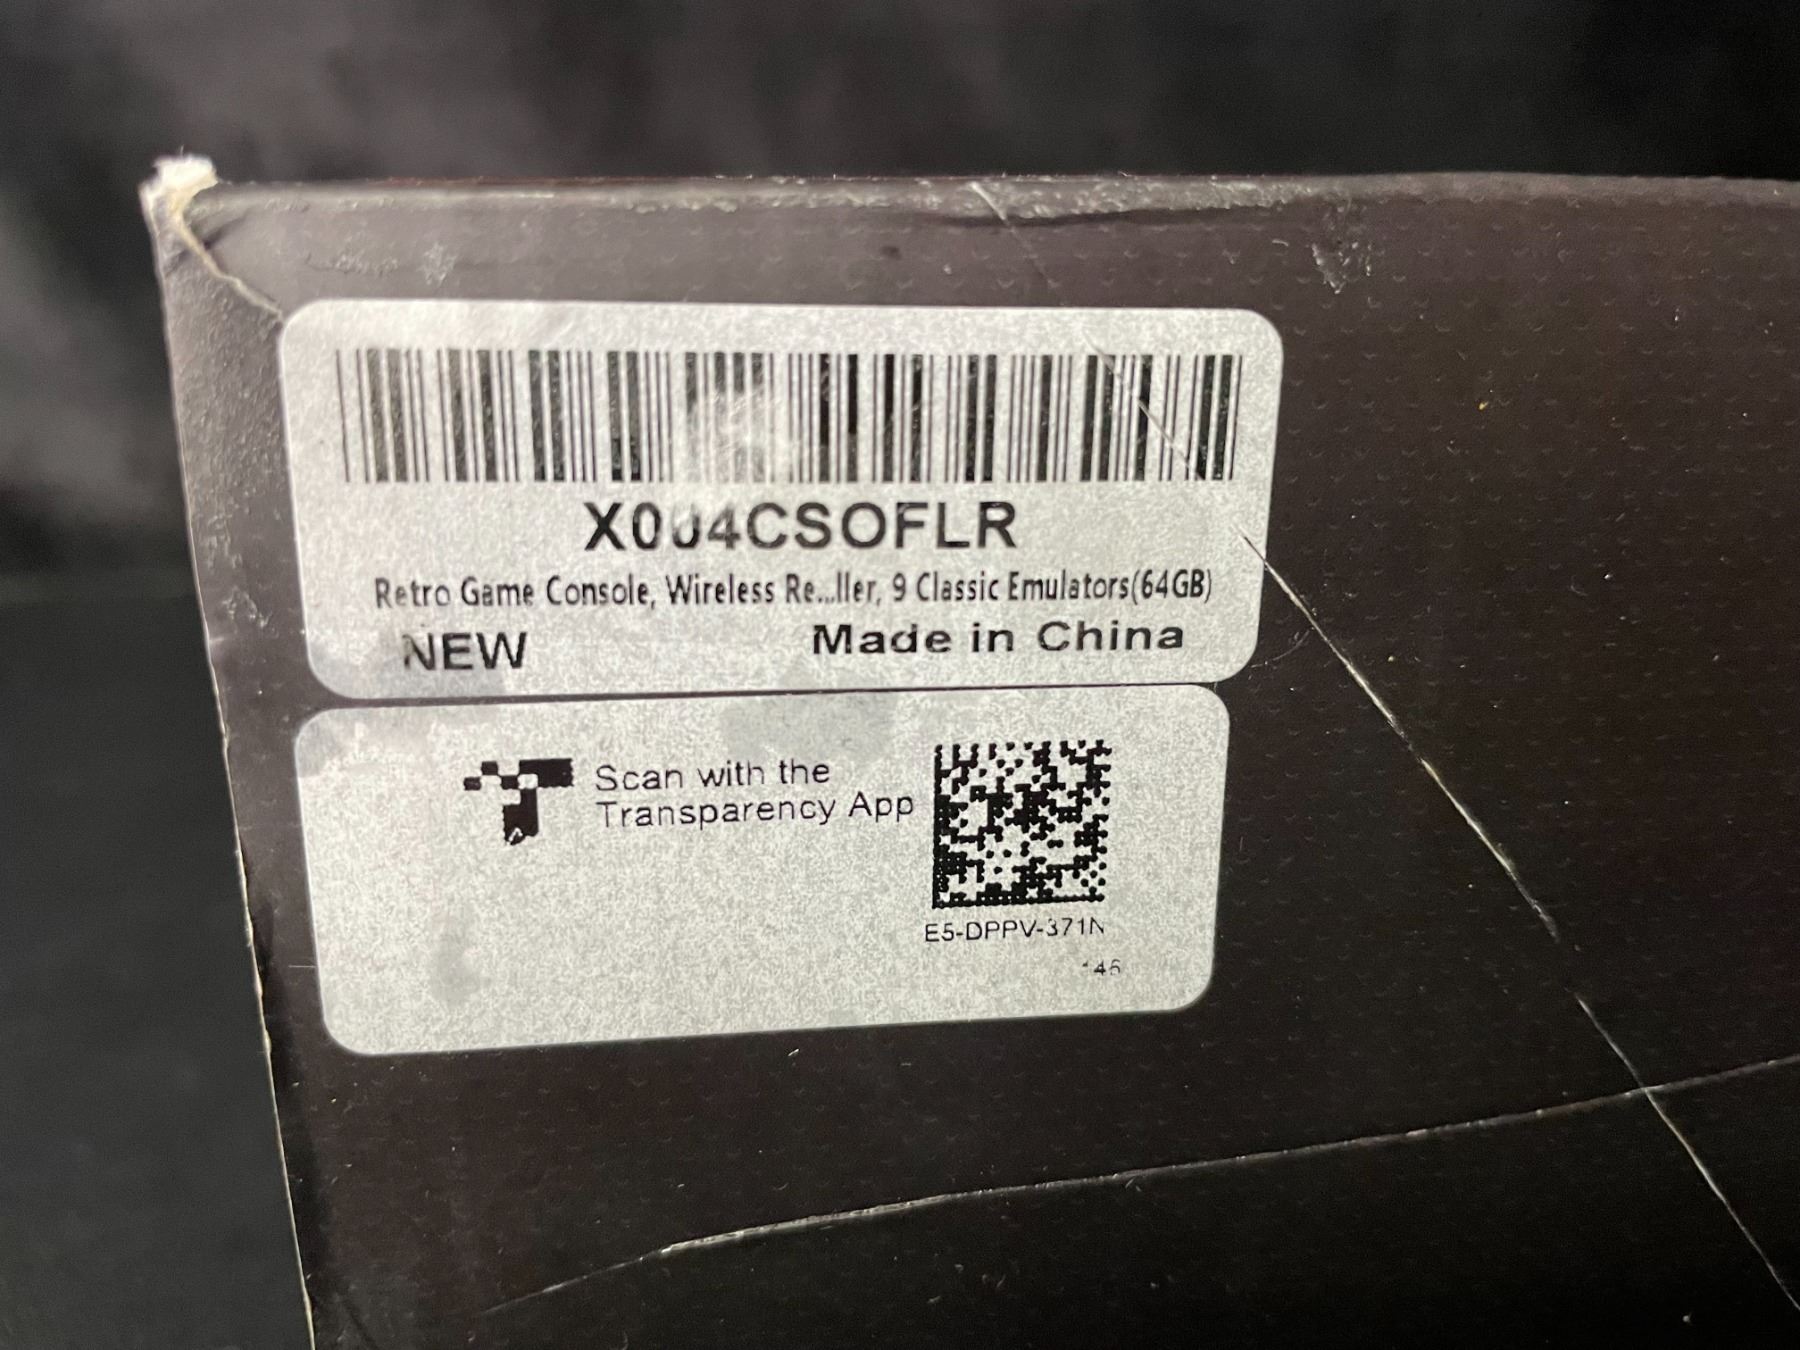 X004CSOFLR
Retro Game Console, Wireless Re...ller, 9 Classic Emulators(64GB)
NEW
Made in China
Scan with the
Transparency App
E5-DPPV-371N